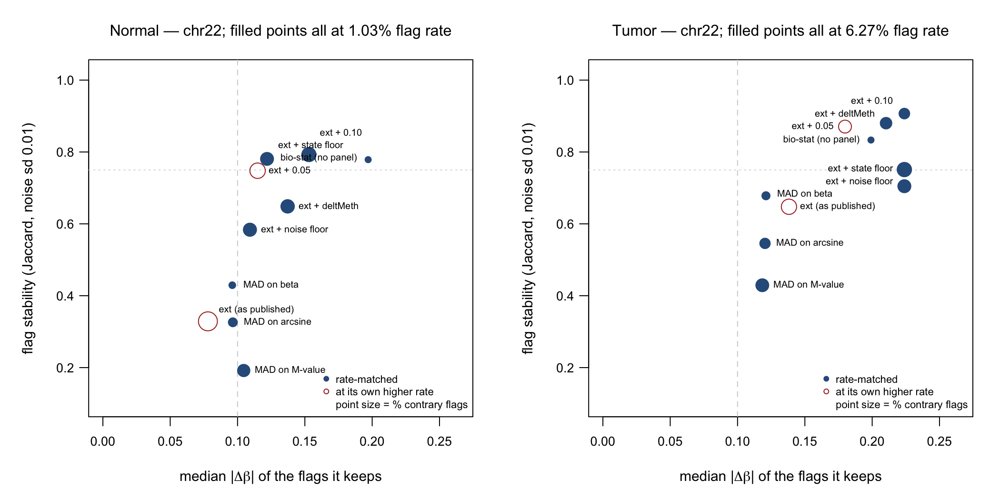 Normal — chr22; filled points all at 1.03% flag rate
flag stability (Jaccard, noise sd 0.01)
1.0
0.8
0.6
0.4
0.2
ext + 0.10
ext + state floor
bio-stat (no panel)
ext + 0.05
ext + deltMeth
ext + noise floor
MAD on beta
ext (as published)
MAD on arcsine
MAD on M-value
rate-matched
at its own higher rate
point size = % contrary flags
0.00 0.05 0.10 0.15 0.20 0.25
median |Δβ| of the flags it keeps
Tumor — chr22; filled points all at 6.27% flag rate
flag stability (Jaccard, noise sd 0.01)
1.0
0.8
0.6
0.4
0.2
ext + 0.10
ext + deltMeth
ext + 0.05
bio-stat (no panel)
ext + state floor
ext + noise floor
MAD on beta
ext (as published)
MAD on arcsine
MAD on M-value
rate-matched
at its own higher rate
point size = % contrary flags
0.00 0.05 0.10 0.15 0.20 0.25
median |Δβ| of the flags it keeps